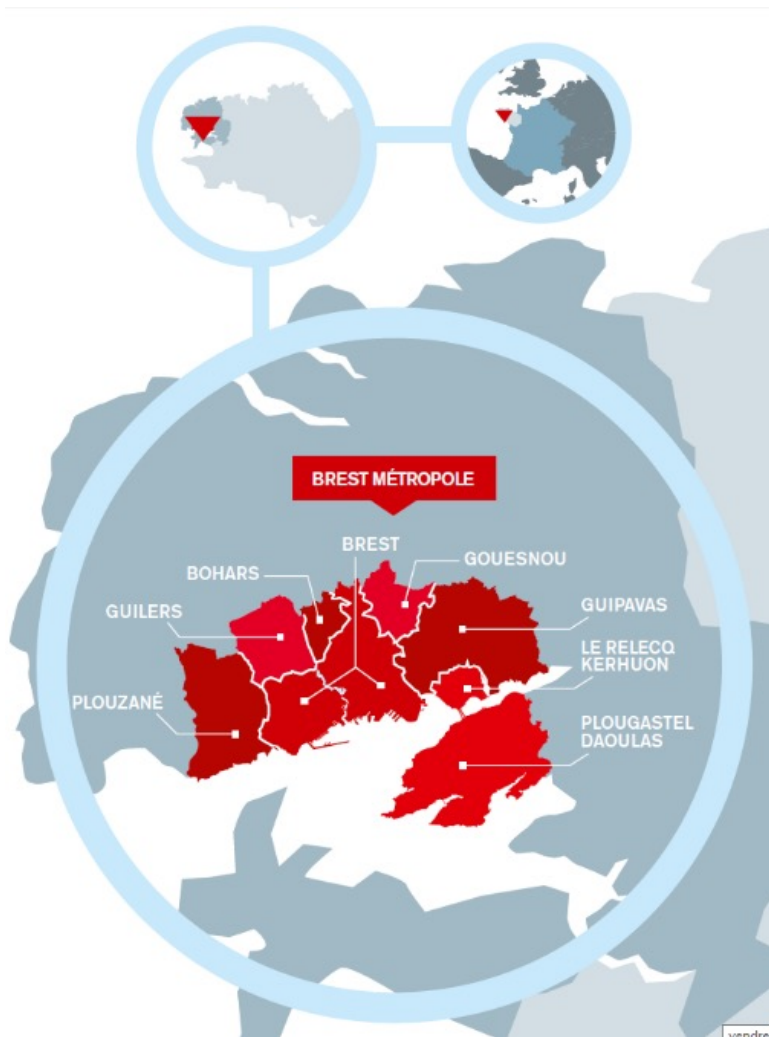 BREST MÉTROPOLE
BREST
GOUESNOU
BOHARS
GUILERS
GUIPAVAS
LE RELECQ
KERHUON
PLOUZANÉ
PLOUGASTEL
DAOULAS